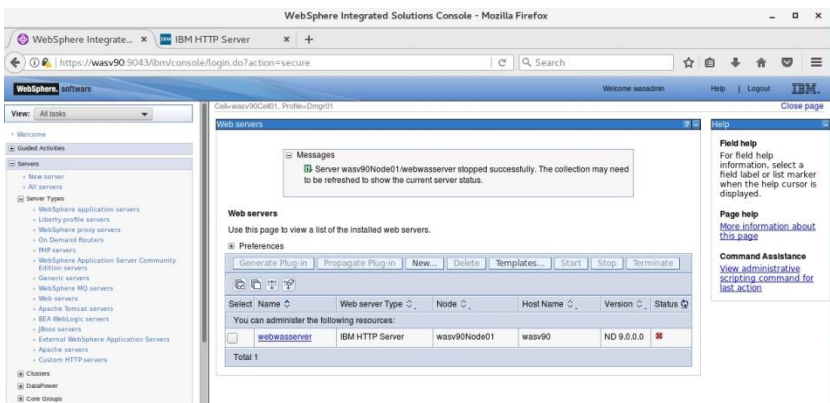 WebSphere Integrated Solutions Console - Mozilla Firefox
WebSphere Integrate... × IBM HTTP Server × +
https://wasv90:9043/ibm/console/login.do?action=secure Search
WebSphere. software Welcome wasadmin Help | Logout IBM.
View: All tasks
Cell=wasv90Cell01, Profile=Dmgr01 Close page
Welcome
Guided Activities
Servers
New server
All servers
Server Types
WebSphere application servers
Liberty profile servers
WebSphere proxy servers
On Demand Routers
PHP servers
WebSphere Application Server Community
Edition servers
Generic servers
WebSphere MQ servers
Web servers
Apache Tomcat servers
BEA WebLogic servers
JBoss servers
External WebSphere Application Servers
Apache servers
Custom HTTP servers
Clusters
DataPower
Core Groups
Web servers
Messages
Server wasv90Node01/webwasserver stopped successfully. The collection may need
to be refreshed to show the current server status.
Web servers
Use this page to view a list of the installed web servers.
Preferences
Generate Plug-in Propagate Plug-in New... Delete Templates... Start Stop Terminate
Select Name Web server Type Node Host Name Version Status
You can administer the following resources:
webwasserver IBM HTTP Server wasv90Node01 wasv90 ND 9.0.0.0
Total 1
Help
Field help
For field help
information, select a
field label or list marker
when the help cursor is
displayed.
Page help
More information about
this page
Command Assistance
View administrative
scripting command for
last action